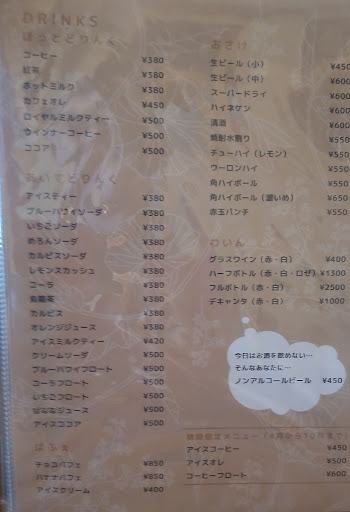 DRINKS
ほっとどりんく
コーヒー ¥380
紅茶 ¥380
ホットミルク ¥380
カフェオレ ¥450
ロイヤルミルクティー ¥500
ウインナーコーヒー ¥500
ココア ¥500
あいすどりんく
アイスティー ¥380
ブルーハワイソーダ ¥380
いちごソーダ ¥380
めろんソーダ ¥380
カルピスソーダ ¥380
レモンスカッシュ ¥380
コーラ ¥380
烏龍茶 ¥380
カルピス ¥380
オレンジジュース ¥380
アイスミルクティー ¥420
クリームソーダ ¥500
ブルーハワイフロート ¥500
コーラフロート ¥500
いちごフロート ¥500
ばななジュース ¥500
アイスココア ¥500
ぱふぇ
チョコパフェ ¥850
バナナパフェ ¥850
アイスクリーム ¥400
おさけ
生ビール（小） ¥450
生ビール（中） ¥600
スーパードライ ¥600
ハイネケン ¥600
清酒 ¥600
焼酎水割り ¥550
チューハイ（レモン） ¥550
ウーロンハイ ¥550
角ハイボール ¥550
角ハイボール（濃いめ） ¥650
赤玉パンチ ¥550
わいん
グラスワイン（赤・白） ¥400
ハーフボトル（赤・白・ロゼ） ¥1300
フルボトル（赤・白） ¥2500
デキャンタ（赤・白） ¥1000
今日はお酒を飲めない…
そんなあなたに…
ノンアルコールビール ¥450
期間限定メニュー（4月から10月まで）
アイスコーヒー ¥450
アイスオレ ¥500
コーヒーフロート ¥600